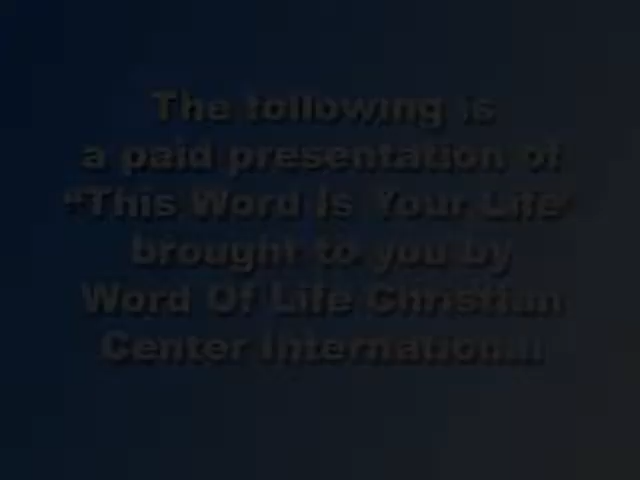 The following is
a paid presentation of
"This Word Is Your Life"
brought to you by
Word Of Life Christian
Center International